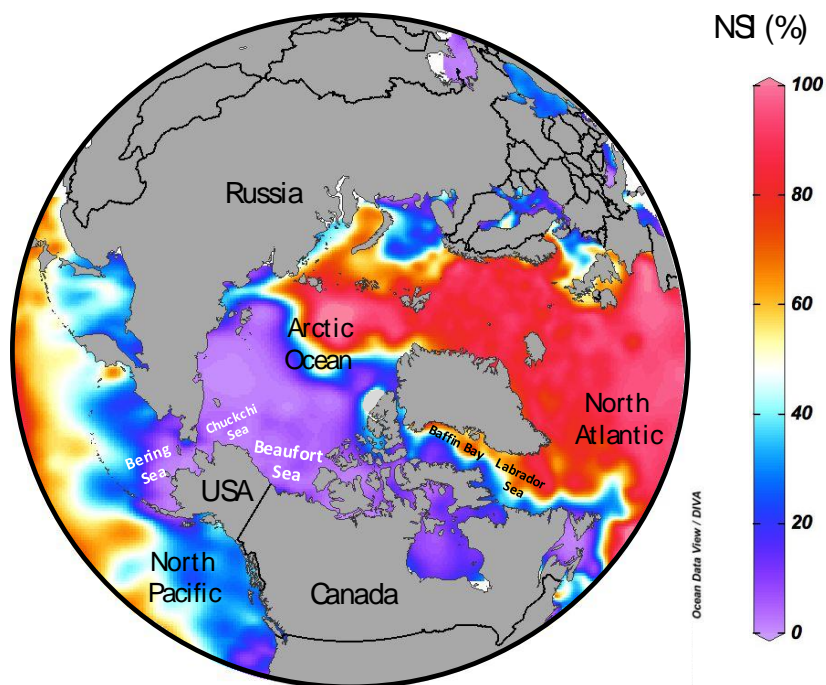 NSI (%)
100
80
60
40
20
0
Russia
Arctic
Ocean
North
Atlantic
Chuckchi
Sea
Bering
Sea
Beaufort
Sea
Baffin Bay
Labrador
Sea
USA
North
Pacific
Canada
Ocean Data View / DIVA